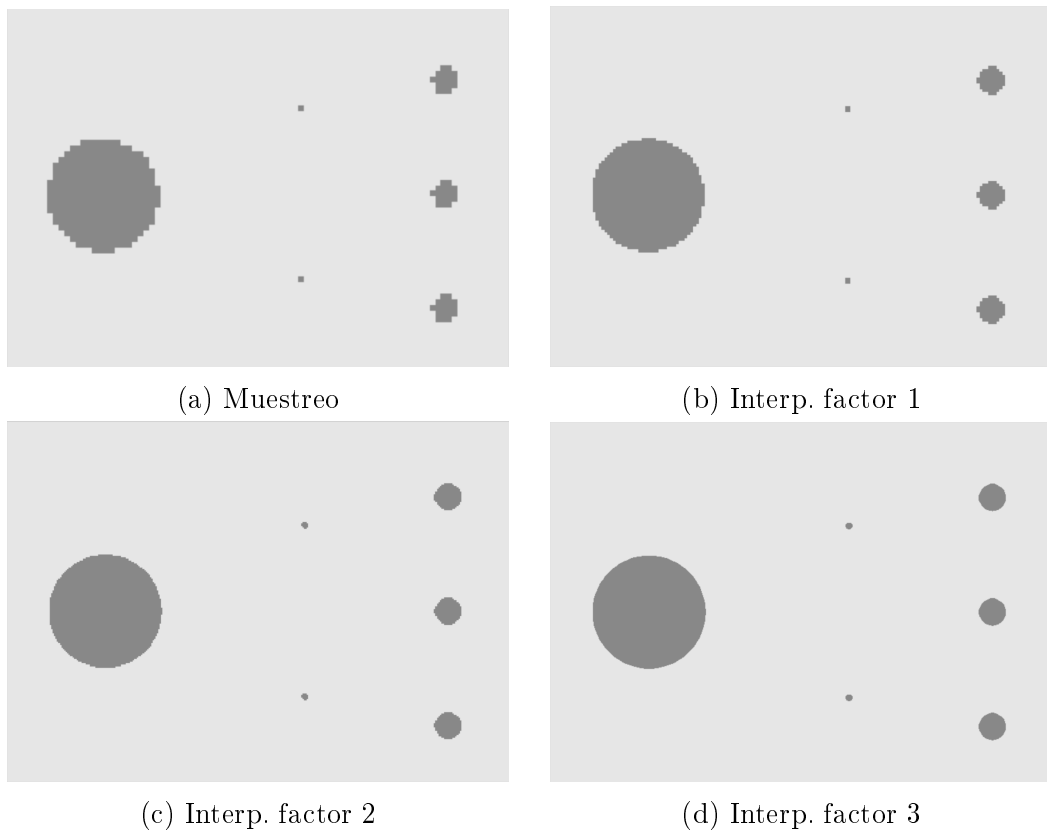 (a) Muestreo
(b) Interp. factor 1
(c) Interp. factor 2
(d) Interp. factor 3